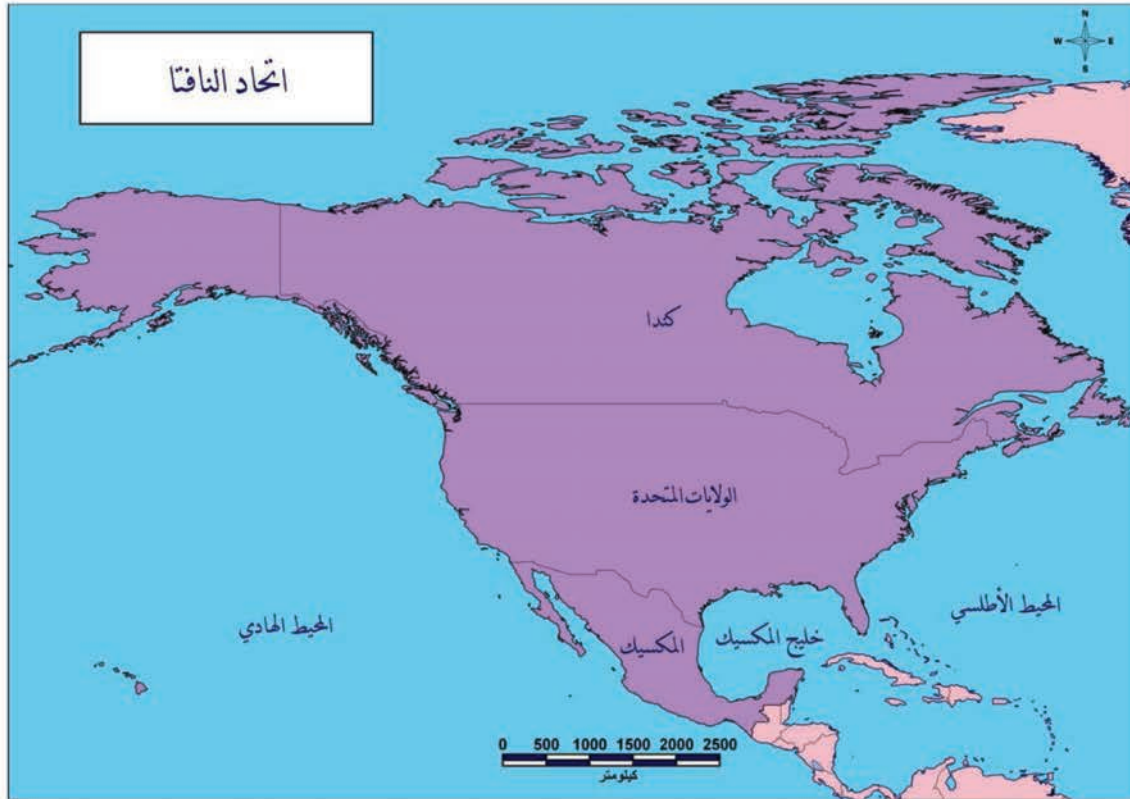 اتحاد النافتا
N
W E
S
كندا
الولايات المتحدة
المحيط الأطلسي
المحيط الهادي
المكسيك
خليج المكسيك
0 500 1000 1500 2000 2500
كيلومتر